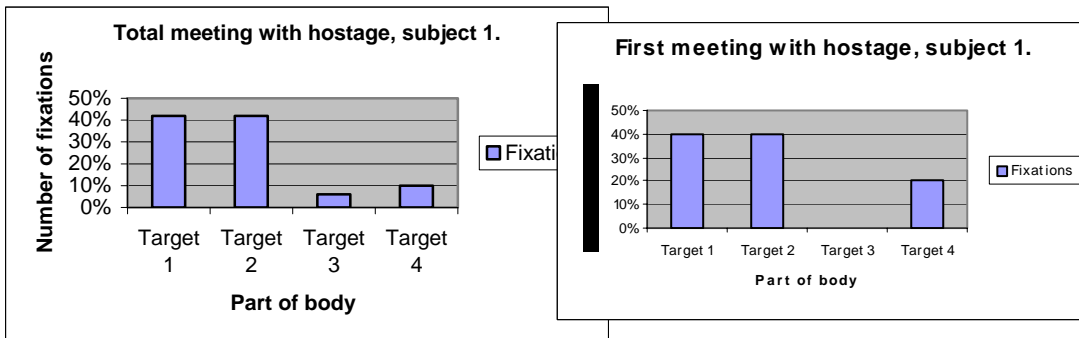 Total meeting with hostage, subject 1.
Number of fixations
50%
40%
30%
20%
10%
0%
Target 1
Target 2
Target 3
Target 4
Part of body
Fixati
First meeting with hostage, subject 1.
50%
40%
30%
20%
10%
0%
Target 1
Target 2
Target 3
Target 4
Part of body
Fixations